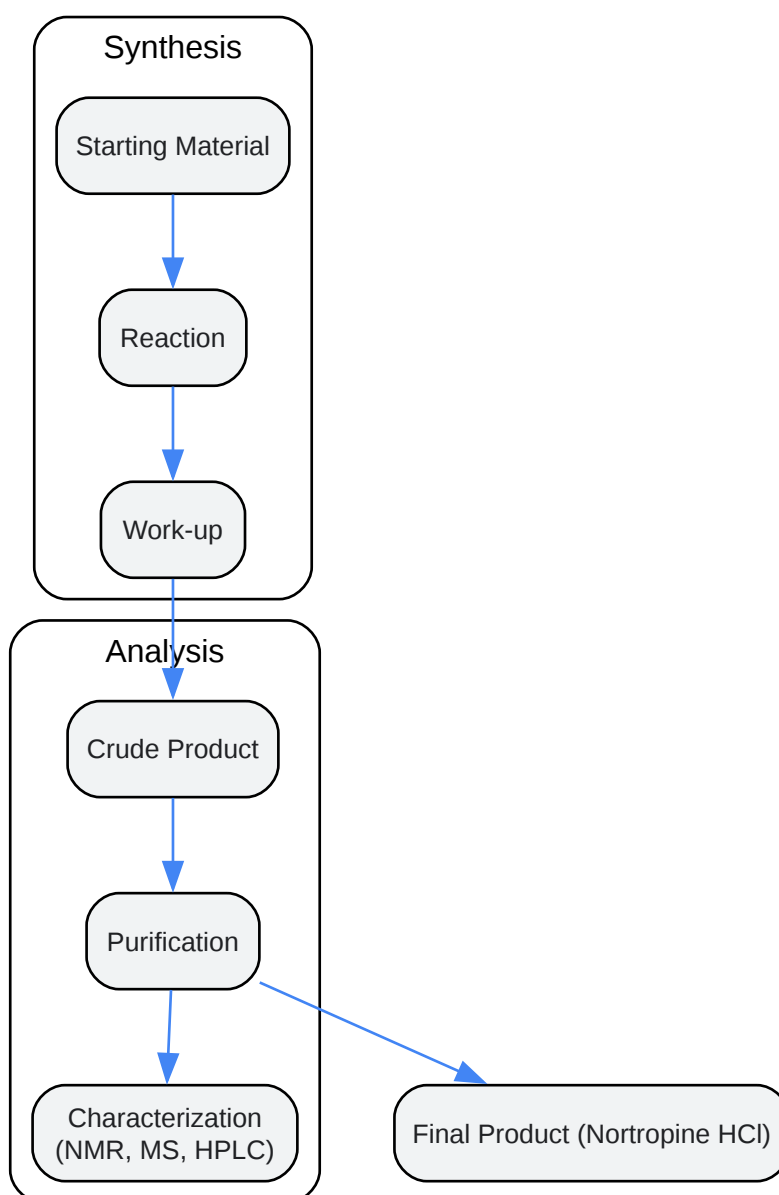 Synthesis
Starting Material
Reaction
Work-up
Analysis
Crude Product
Purification
Characterization
(NMR, MS, HPLC)
Final Product (Nortropine HCl)